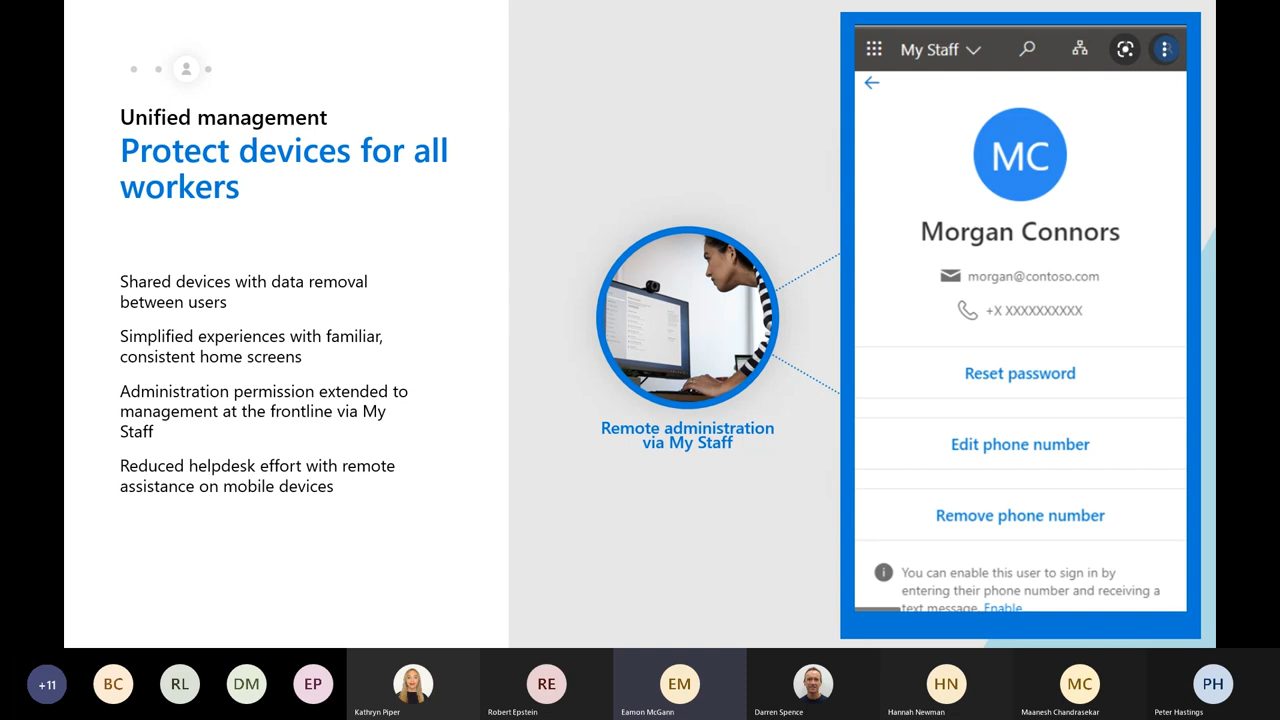 Unified management
Protect devices for all
workers
Shared devices with data removal
between users
Simplified experiences with familiar,
consistent home screens
Administration permission extended to
management at the frontline via My
Staff
Reduced helpdesk effort with remote
assistance on mobile devices
Remote administration
via My Staff
My Staff
MC
Morgan Connors
morgan@contoso.com
+X XXXXXXXXXX
Reset password
Edit phone number
Remove phone number
You can enable this user to sign in by
entering their phone number and receiving a
text message. Enable
+11
BC
RL
DM
EP
Kathryn Piper
RE
Robert Epstein
EM
Eamon McGann
Darren Spence
HN
Hannah Newman
MC
Maanesh Chandrasekar
PH
Peter Hastings